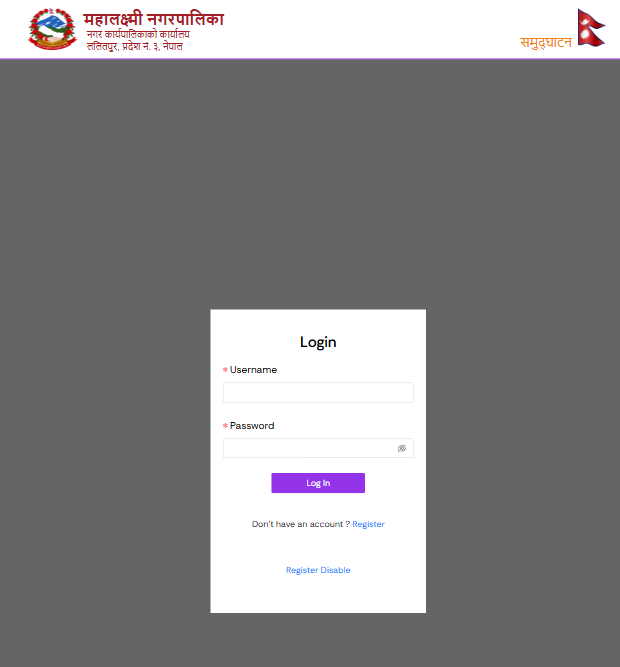 महालक्ष्मी नगरपालिका
नगर कार्यपालिकाको कार्यालय
ललितपुर, प्रदेश नं. ३, नेपाल
समुद्घाटन
Login
* Username
* Password
Log In
Don't have an account ? Register
Register Disable